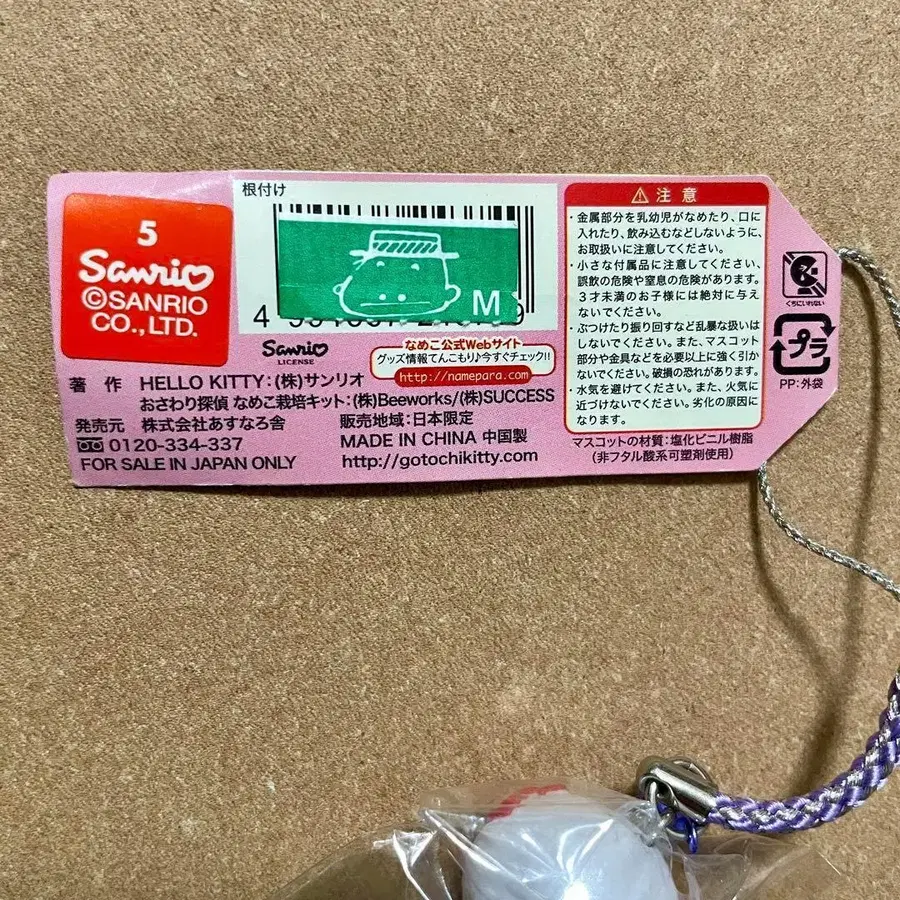 5
Sanrio
©SANRIO
CO., LTD.
根付け
M
Sanrio
LICENSE
なめこ公式Webサイト
グッズ情報てんこもり♪今すぐチェック!!
http://namepara.com
著 作 HELLO KITTY:(株)サンリオ
おさわり探偵 なめこ栽培キット:(株)Beeworks/(株)SUCCESS
発売元 株式会社あすなろ舎
販売地域:日本限定
0120-334-337
MADE IN CHINA 中国製
FOR SALE IN JAPAN ONLY
http://gotochikitty.com
注意
・金属部分を乳幼児がなめたり、口に
入れたり、飲み込むなどしないように、
お取扱いに注意してください。
・小さな付属品に注意してください、
誤飲の危険や窒息の危険があります。
3才未満のお子様には絶対に与え
ないでください。
・ぶつけたり振り回すなど乱暴な扱いは
しないでください。また、マスコット
部分や金具などを必要以上に強く引か
ないでください。破損の恐れがあります。
・水気を避けてください。また、火気に
近づけないでください。劣化の原因に
なります。
マスコットの材質:塩化ビニル樹脂
(非フタル酸系可塑剤使用)
くちにいれない
プラ
PP:外袋